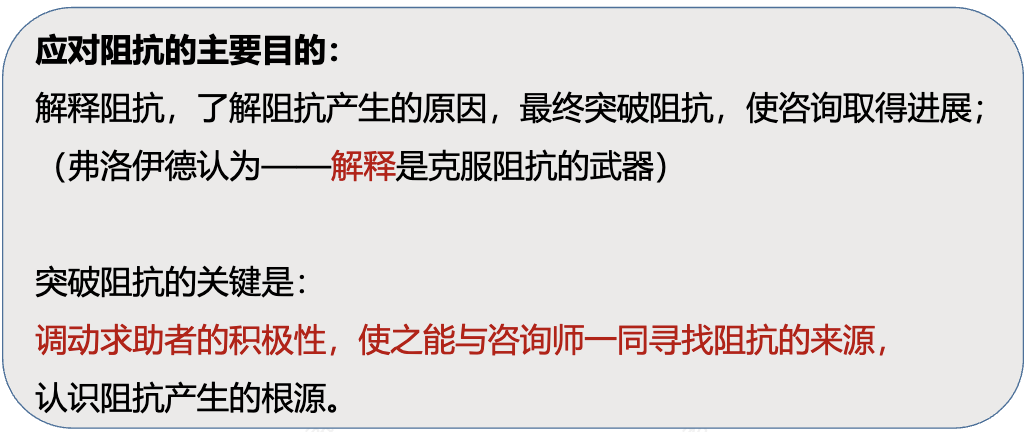 应对阻抗的主要目的：
解释阻抗，了解阻抗产生的原因，最终突破阻抗，使咨询取得进展；
（弗洛伊德认为——解释是克服阻抗的武器）
突破阻抗的关键是：
调动求助者的积极性，使之能与咨询师一同寻找阻抗的来源，
认识阻抗产生的根源。